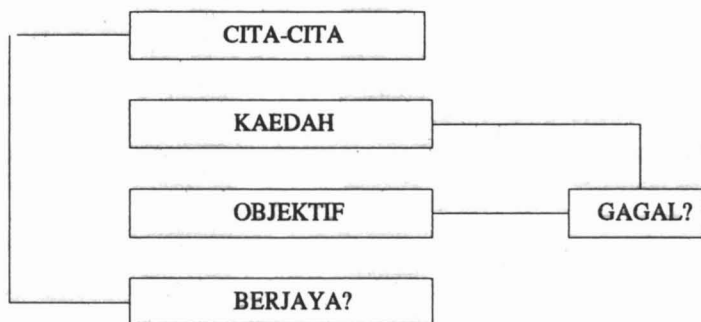 CITA-CITA
KAEDAH
OBJEKTIF
GAGAL?
BERJAYA?